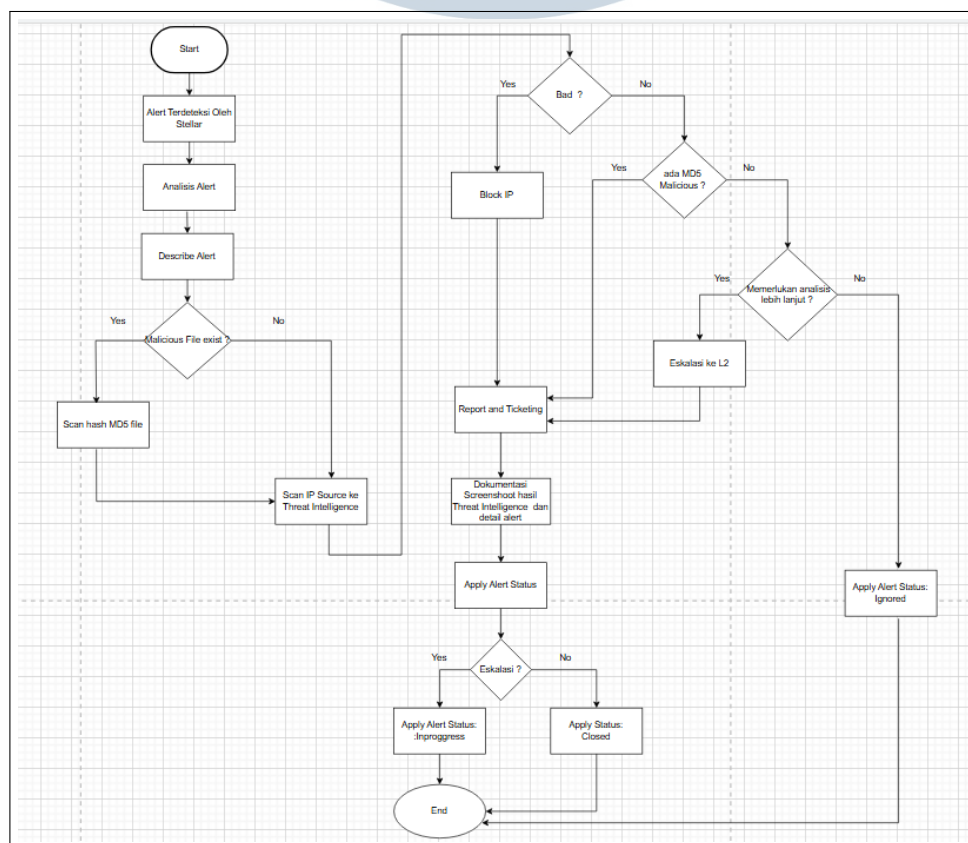 Start
Alert Terdeteksi Oleh
Stellar
Analisis Alert
Describe Alert
Yes
No
Malicious File exist ?
Scan hash MD5 file
Scan IP Source ke
Threat Intelligence
Yes
No
Bad ?
Block IP
Yes
No
ada MD5
Malicious ?
Yes
No
Memerlukan analisis
lebih lanjut ?
Eskalasi ke L2
Report and Ticketing
Dokumentasi
Screenshoot hasil
Threat Intelligence dan
detail alert
Apply Alert Status
Apply Alert Status:
Ignored
Yes
No
Eskalasi ?
Apply Alert Status:
:Inproggress
Apply Status:
Closed
End